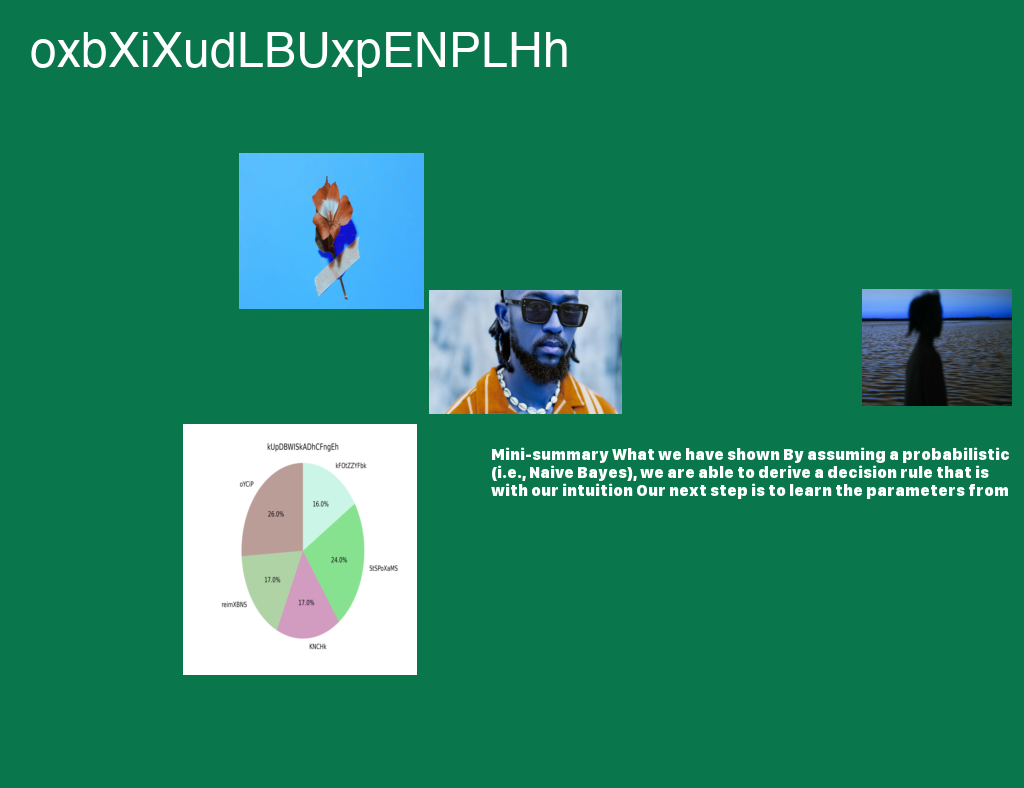 oxbXiXudLBUxpENPLHh
Mini-summary What we have shown By assuming a probabilistic
(i.e., Naive Bayes), we are able to derive a decision rule that is
with our intuition Our next step is to learn the parameters from
kUpDBWISkADhCFngEh
kFOtZZYFbk
oYCiP
16.0%
26.0%
24.0%
StSPoXaMS
17.0%
17.0%
reimXBNS
KNCHk